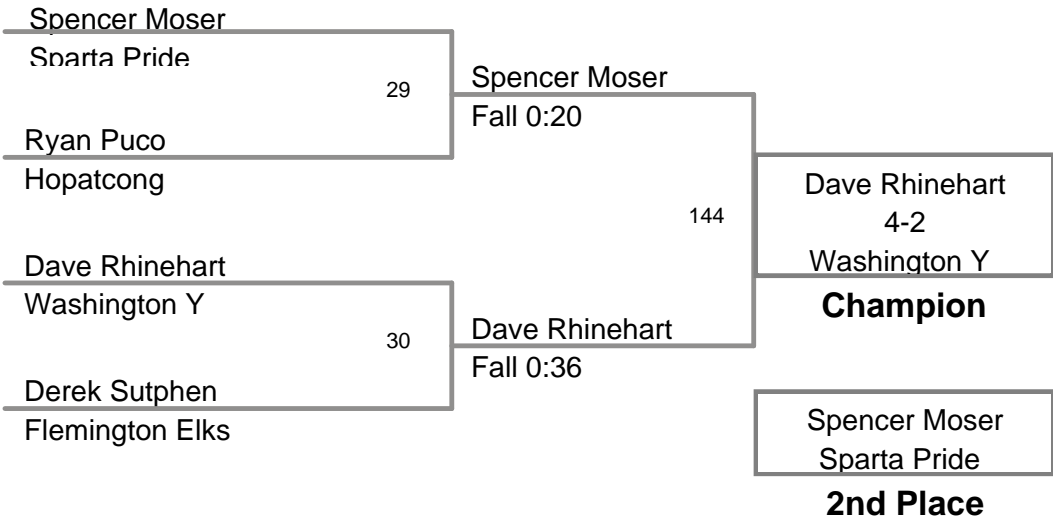 Spencer Moser
Sparta Pride
29
Spencer Moser
Fall 0:20
Ryan Puco
Hopatcong
Dave Rhinehart
4-2
Washington Y
Champion
144
Dave Rhinehart
Washington Y
30
Dave Rhinehart
Fall 0:36
Derek Sutphen
Flemington Elks
Spencer Moser
Sparta Pride
2nd Place